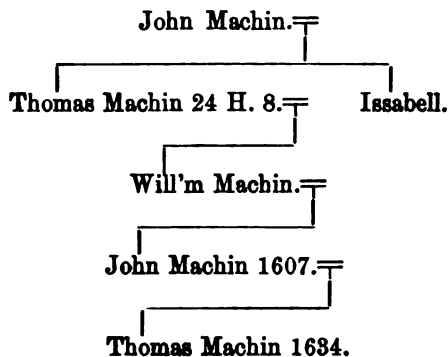 John Machin.
Thomas Machin 24 H. 8. Issabell.
Will'm Machin.
John Machin 1607.
Thomas Machin 1634.